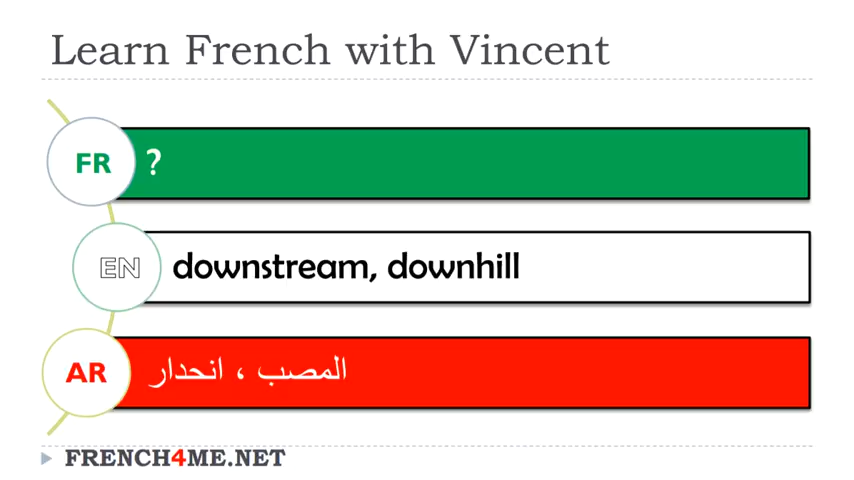 Learn French with Vincent
FR ?
EN downstream, downhill
AR المصب ، انحدار
FRENCH4ME.NET